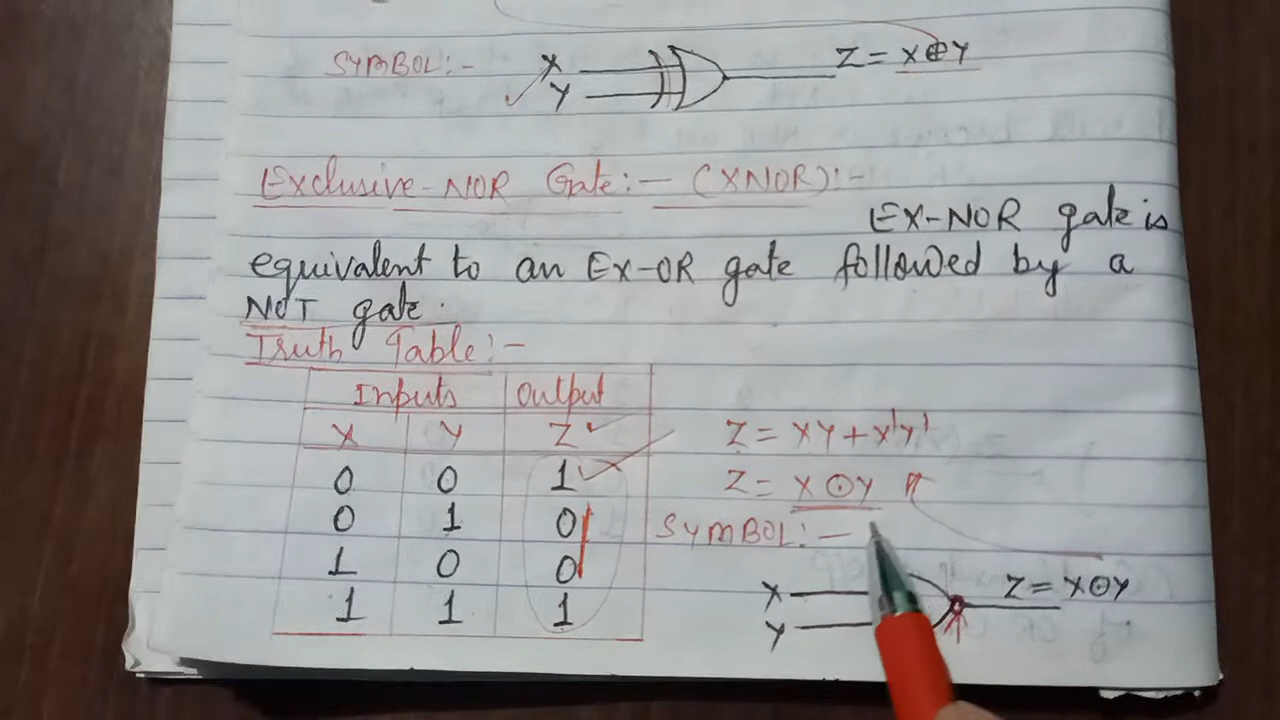 SYMBOL:- X Z = X⊕Y
Y
Exclusive-NOR Gate:- (XNOR):-
EX-NOR gate is
equivalent to an EX-OR gate followed by a
NOT gate.
Truth Table:-
Inputs Output
X Y Z Z = XY+X'Y'
0 0 1 Z = X⊙Y
0 1 0 SYMBOL:-
1 0 0 X Z = X⊙Y
1 1 1 Y